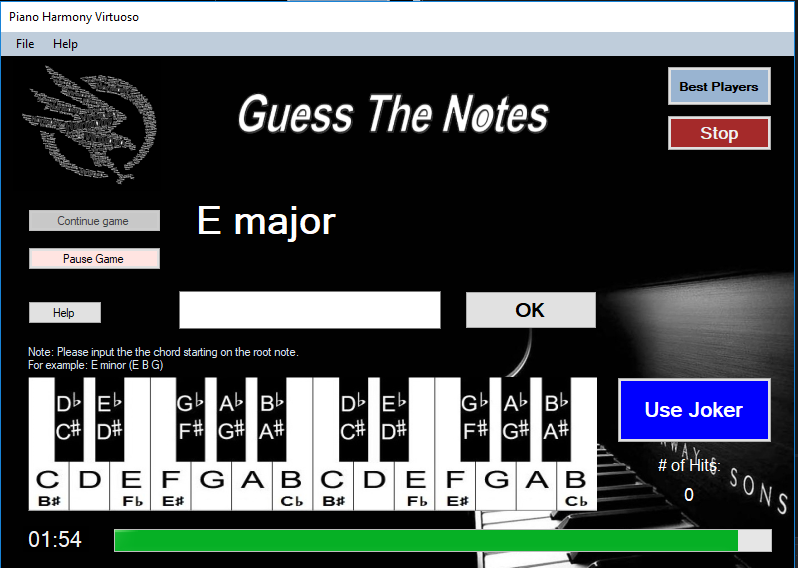 Piano Harmony Virtuoso
File Help
Guess The Notes
Best Players
Stop
Continue game
E major
Pause Game
Help
OK
Note: Please input the the chord starting on the root note.
For example: E minor (E B G)
D♭ E♭ G♭ A♭ B♭ D♭ E♭ G♭ A♭ B♭
C# D# F# G# A# C# D# F# G# A#
C D E F G A B C D E F G A B
B# F♭ E# C♭ B# F♭ E# C♭
Use Joker
WAY & SONS
# of Hits:
0
01:54